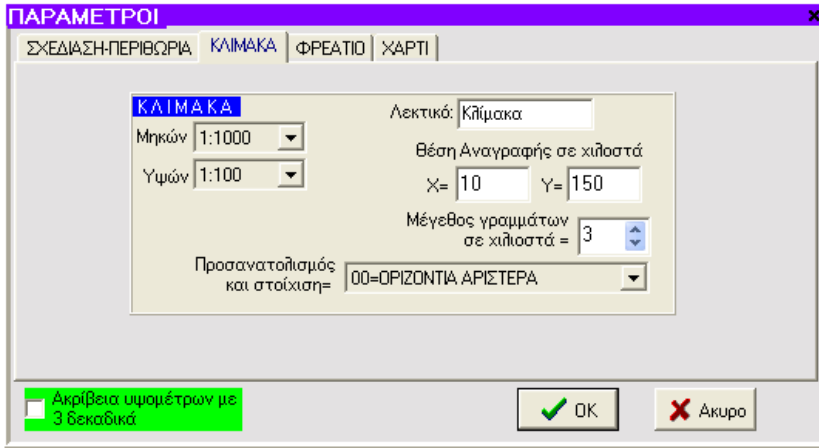 ΠΑΡΑΜΕΤΡΟΙ
ΣΧΕΔΙΑΣΗ-ΠΕΡΙΘΩΡΙΑ ΚΛΙΜΑΚΑ ΦΡΕΑΤΙΟ ΧΑΡΤΙ
ΚΛΙΜΑΚΑ
Λεκτικό: Κλίμακα
Μηκών 1:1000
Θέση Αναγραφής σε χιλοστά
Υψών 1:100
X= 10 Y= 150
Μέγεθος γραμμάτων
σε χιλιοστά = 3
Προσανατολισμός
και στοίχιση= 00=ΟΡΙΖΟΝΤΙΑ ΑΡΙΣΤΕΡΑ
Ακρίβεια υψομέτρων με
3 δεκαδικά
OK
Ακυρο